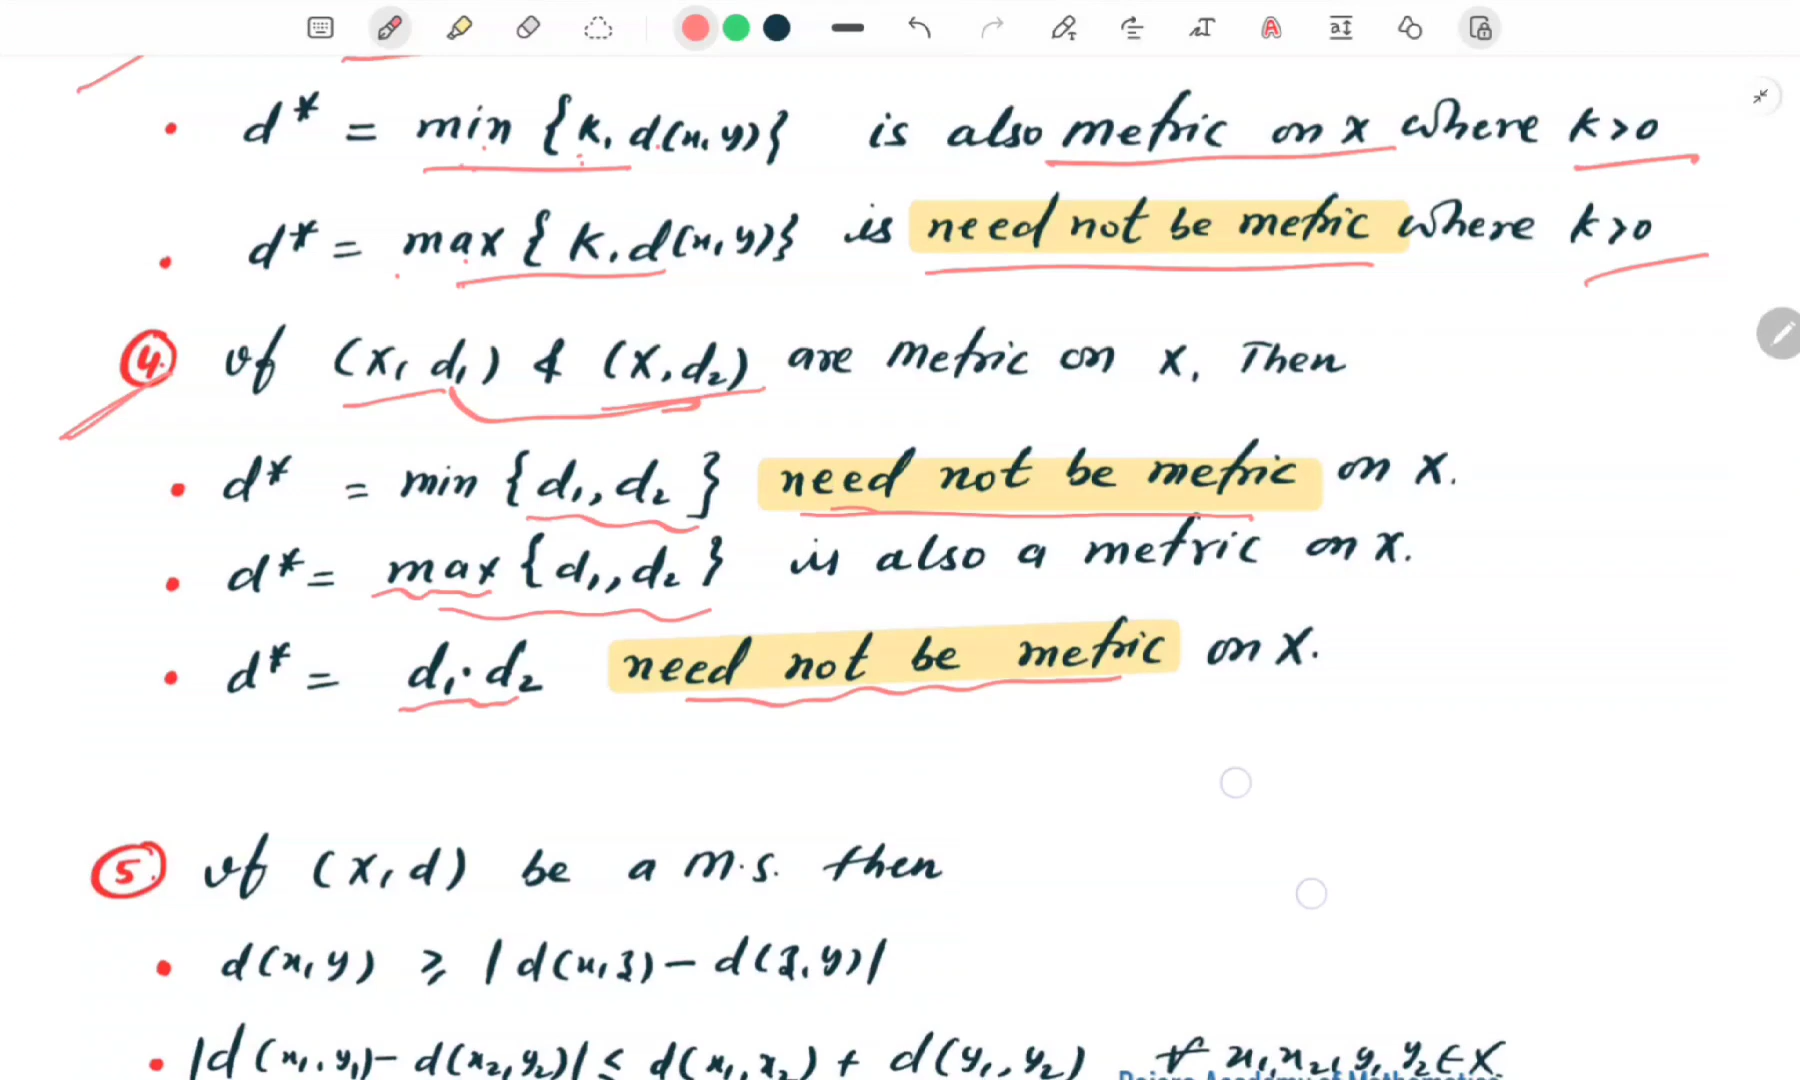 • d* = min {k, d(x,y)} is also metric on X where k>0
• d* = max {k, d(x,y)} is need not be metric where k>0
4. If (X, d₁) & (X, d₂) are metric on X, Then
• d* = min {d₁, d₂} need not be metric on X.
• d* = max {d₁, d₂} is also a metric on X.
• d* = d₁·d₂ need not be metric on X.
5. If (X, d) be a m.s. then
• d(x,y) ≥ |d(x,z) − d(z,y)|
• |d(x₁,y₁) − d(x₂,y₂)| ≤ d(x₁,x₂) + d(y₁,y₂) ∀ x₁,x₂,y₁,y₂ ∈ X
Academy of Mathematics